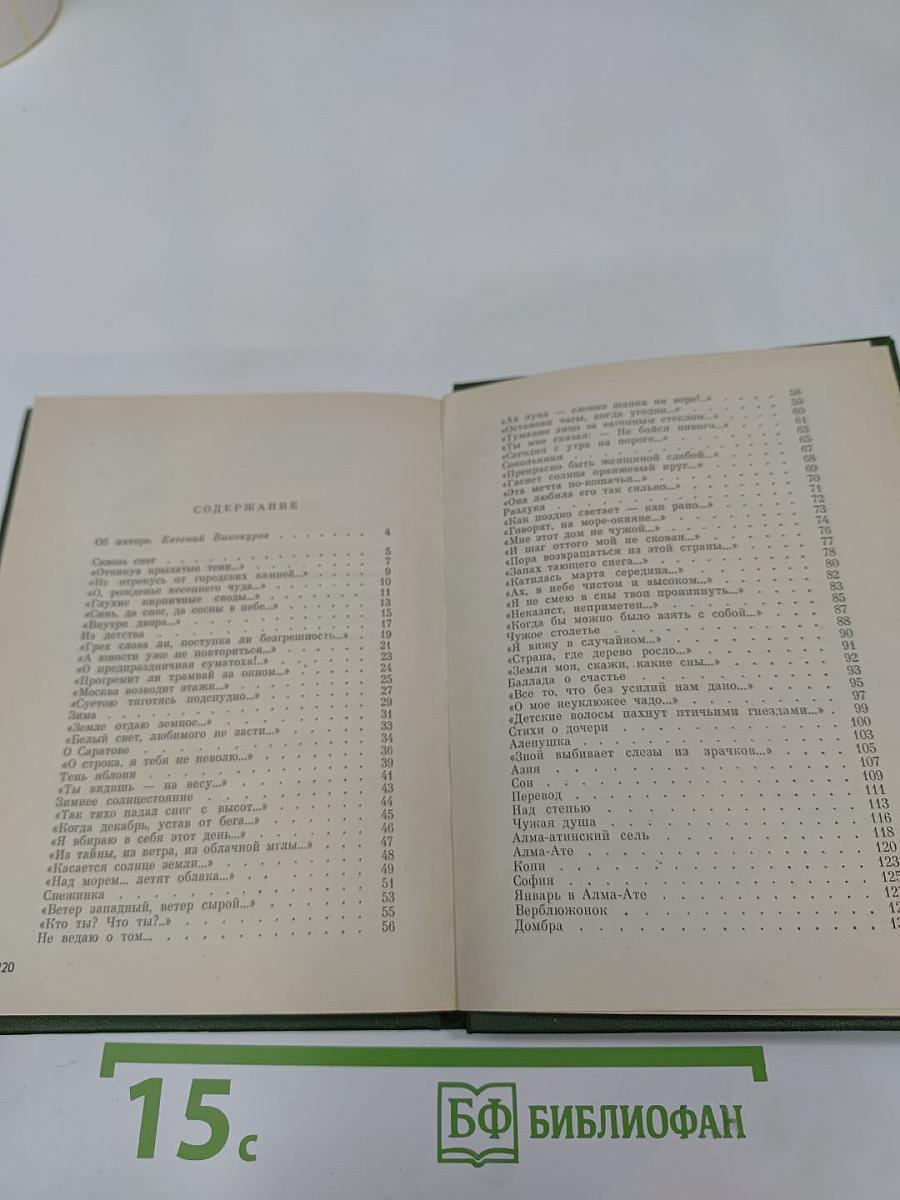 СОДЕРЖАНИЕ
Об авторе. Евгений Винокуров . . . . . . . 4
Сквозь снег . . . . . . . . . . 5
«Откинув крылатые тени...» . . . . . . 7
«Не отрекусь от городских камней...» . . . . 9
«О, рожденье весеннего чуда...» . . . . . 10
«Глухие кирпичные своды...» . . . . . 11
«Синь, да снег, да сосны в небе...» . . . . 13
«Внутри двора...» . . . . . . . . 15
Из детства . . . . . . . . . . 17
«Грех слова ли, поступка ли безгрешность...» . 19
«А юности уже не повториться...» . . . . 21
«О предпраздничная суматоха!..» . . . . 23
«Прогремит ли трамвай за окном...» . . . . 24
«Москва возводит этажи...» . . . . . . 25
«Суетою тяготясь подспудно...» . . . . . 27
Зима . . . . . . . . . . . . 29
«Земле отдаю земное...» . . . . . . . 31
«Белый свет, любимого не засти...» . . . . 33
О Саратове . . . . . . . . . . 34
«О строка, я тебя не неволю...» . . . . . 36
Тень яблони . . . . . . . . . . 39
«Ты видишь — на весу...» . . . . . . . 41
Зимнее солнцестояние . . . . . . . . 43
«Так тихо падал снег с высот...» . . . . . 44
«Когда декабрь, устав от бега...» . . . . . 45
«Я вбираю в себя этот день...» . . . . . 46
«Из тайны, из ветра, из облачной мглы...» . . 47
«Касается солнце земли...» . . . . . . 48
«Над морем... летят облака...» . . . . . 49
Снежинка . . . . . . . . . . . 51
«Ветер западный, ветер сырой...» . . . . . 53
«Кто ты? Что ты?..» . . . . . . . . 55
Не ведаю о том... . . . . . . . . . 56
220
«Ах луна — словно шапка на воре!..» . . . . 58
«Останови часы, когда угодно...» . . . . . 59
«Туманно лицо за вагонным стеклом...» . . . 60
«Ты мне сказал: — Не бойся никого...» . . . 61
«Сегодня с утра на пороге...» . . . . . 63
Сокольники . . . . . . . . . . 65
«Прекрасно быть женщиной слабой...» . . . 67
«Гаснет солнца оранжевый круг...» . . . . 68
«Эта мечта по-кошачьи...» . . . . . . 69
«Она любила его так сильно...» . . . . . 70
Разлука . . . . . . . . . . . 71
«Как поздно светает — как рано...» . . . . 72
«Говорят, на море-окияне...» . . . . . . 73
«Мне этот дом не чужой...» . . . . . . 74
«И шаг оттого мой не скован...» . . . . . 76
«Пора возвращаться из этой страны...» . . . 77
«Запах тающего снега...» . . . . . . . 78
«Катилась марта середина...» . . . . . . 80
«Ах, в небе чистом и высоком...» . . . . . 82
«Я не смею в сны твои проникнуть...» . . . 83
«Неказист, неприметен...» . . . . . . . 85
«Когда бы можно было взять с собой...» . . . 87
Чужое столетье . . . . . . . . . 88
«Я вижу в случайном...» . . . . . . . 90
«Страна, где дерево росло...» . . . . . . 91
«Земля моя, скажи, какие сны...» . . . . . 92
Баллада о счастье . . . . . . . . . 93
«Все то, что без усилий нам дано...» . . . . 95
«О мое неуклюжее чадо...» . . . . . . . 97
«Детские волосы пахнут птичьими гнездами...» . 99
Стихи о дочери . . . . . . . . . . 100
Аленушка . . . . . . . . . . . 103
«Зной выбивает слезы из зрачков...» . . . . 105
Азия . . . . . . . . . . . . 107
Сон . . . . . . . . . . . . 109
Перевод . . . . . . . . . . . 111
Над степью . . . . . . . . . . 113
Чужая душа . . . . . . . . . . 116
Алма-атинский сель . . . . . . . . 118
Алма-Ате . . . . . . . . . . . 120
Кони . . . . . . . . . . . . 123
София . . . . . . . . . . . . 125
Январь в Алма-Ате . . . . . . . . .
Верблюжонок . . . . . . . . . .
Домбра . . . . . . . . . . . .
15 с
БФ БИБЛИОФАН